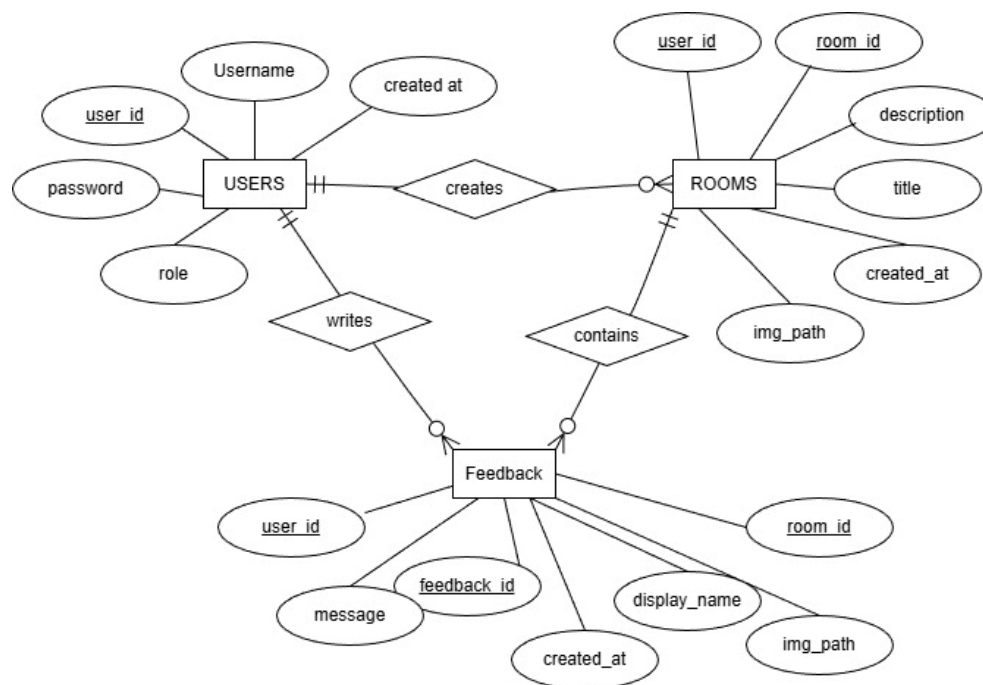 user_id
room_id
Username
created at
user_id
description
password
USERS
creates
ROOMS
title
role
created_at
writes
contains
img_path
Feedback
user_id
room_id
feedback_id
message
display_name
created_at
img_path